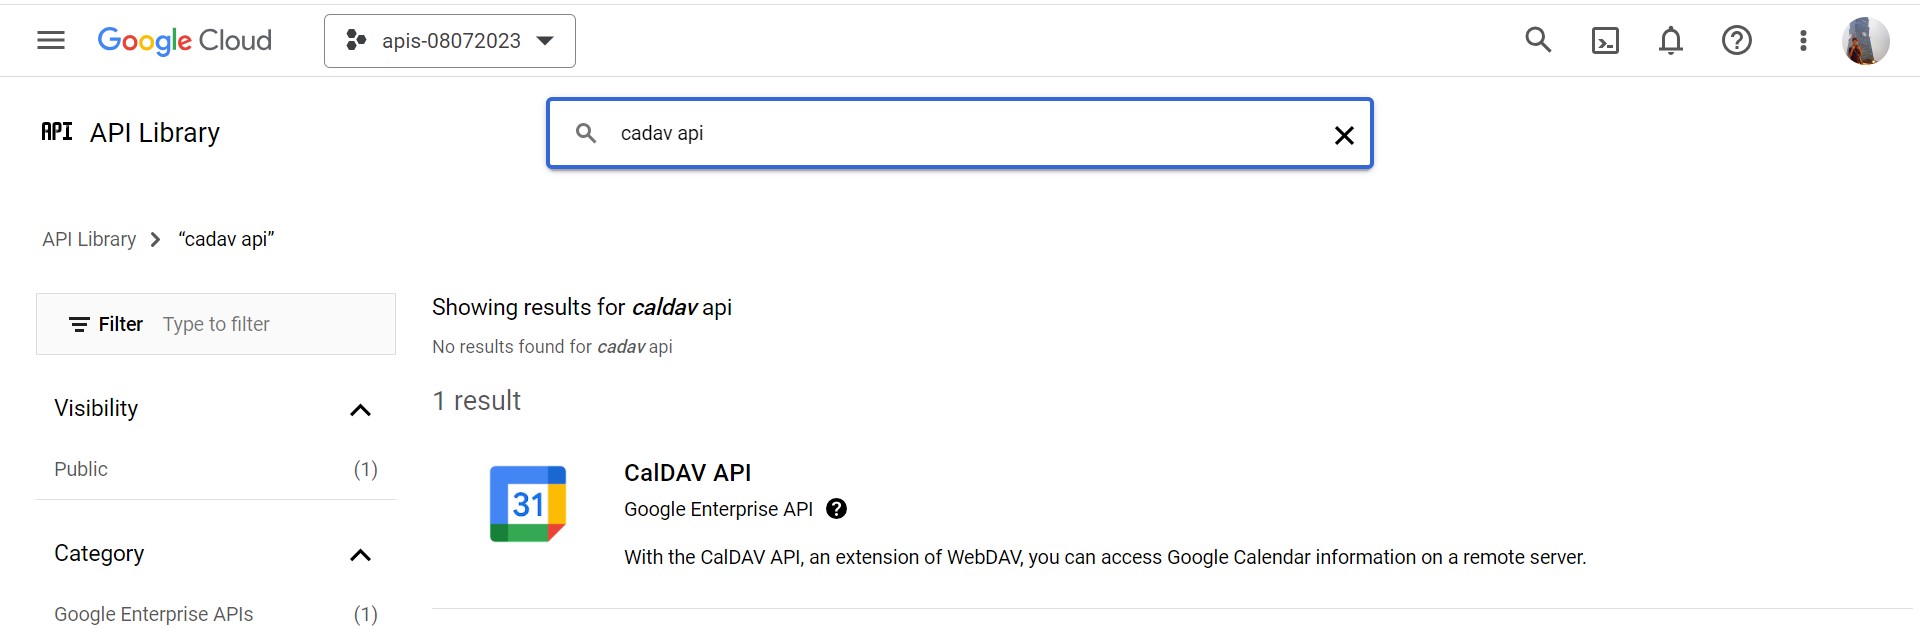 Google Cloud
apis-08072023
API API Library
cadav api
API Library “cadav api”
Filter Type to filter
Visibility
Public (1)
Category
Google Enterprise APIs (1)
Showing results for caldav api
No results found for cadav api
1 result
31
CalDAV API
Google Enterprise API
With the CalDAV API, an extension of WebDAV, you can access Google Calendar information on a remote server.